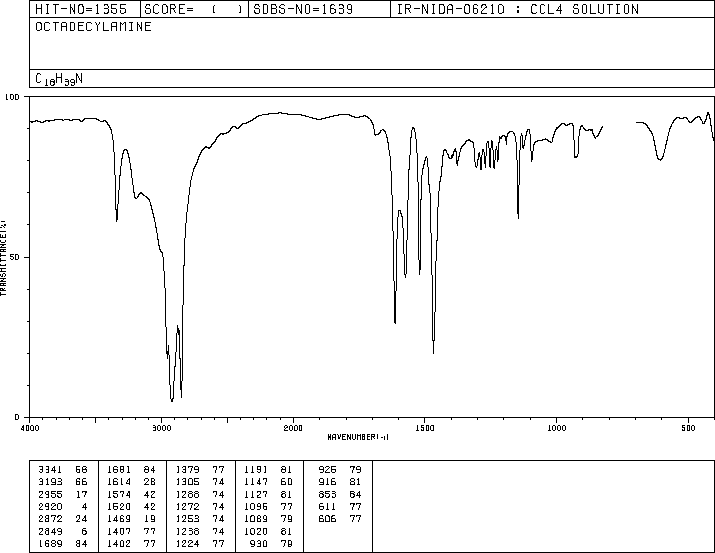 HIT-NO=1355 SCORE= ( ) SDBS-NO=1639 IR-NIDA-06210 : CCL4 SOLUTION
OCTADECYLAMINE
C18H39N
100
50
0
TRANSMITTANCE(%)
4000 3000 2000 1500 1000 500
WAVENUMBER(-1)
3341 1681 84 1379 77 1191 81 926 79
3193 66 1614 28 1305 74 1147 60 916 81
2955 17 1574 42 1288 74 1127 81 853 84
2920 4 1520 42 1272 74 1096 77 611 77
2872 24 1469 19 1253 74 1089 79 606 77
2849 6 1407 77 1238 74 1020 81
1689 84 1402 77 1224 77 930 79